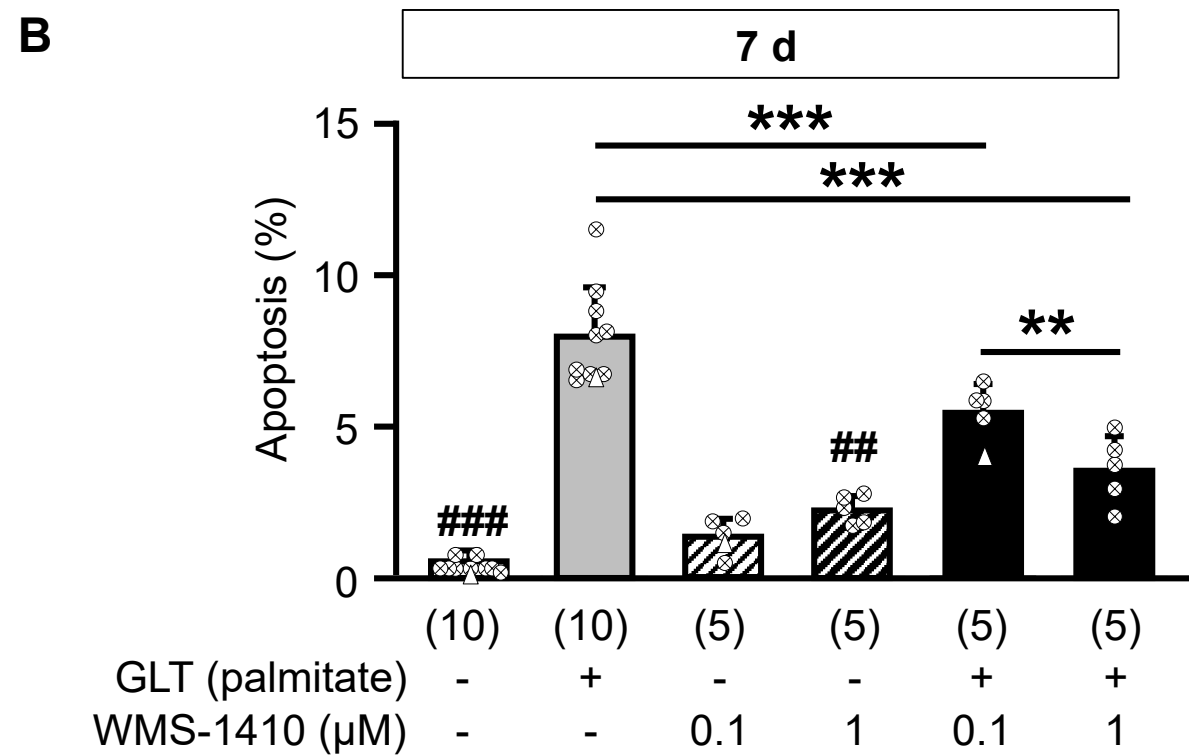 B
7 d
15
***
***
10
Apoptosis (%)
**
5
##
###
0
(10) (10) (5) (5) (5) (5)
GLT (palmitate) - + - - + +
WMS-1410 (µM) - - 0.1 1 0.1 1